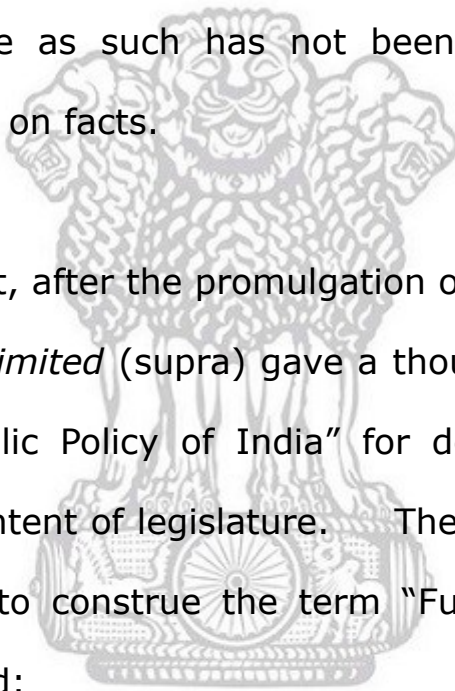 e as such has not been
on facts.
t, after the promulgation o
imited (supra) gave a thou
lic Policy of India” for d
ntent of legislature. The
to construe the term “Fu
d: